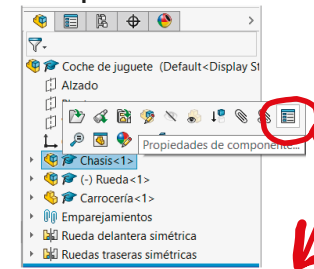 Coche de juguete (Default<Display St
Alzado
Propiedades de componente...
Chasis<1>
(-) Rueda<1>
Carrocería<1>
Emparejamientos
Rueda delantera simétrica
Ruedas traseras simétricas